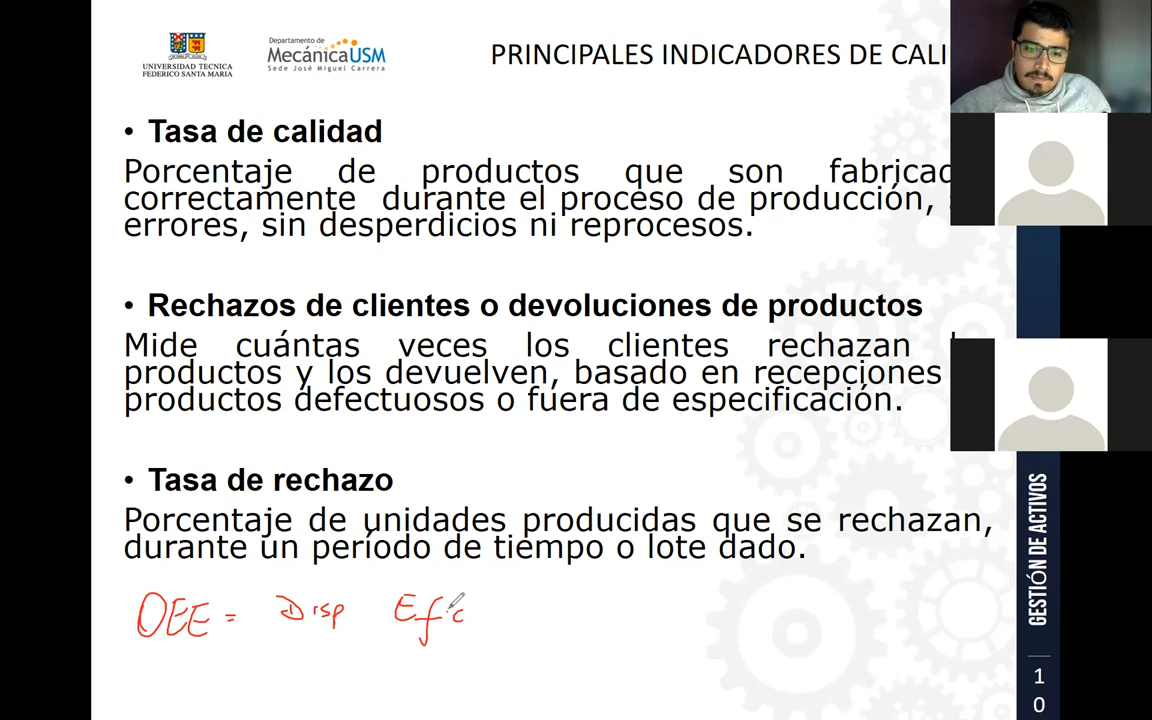 UNIVERSIDAD TECNICA
FEDERICO SANTA MARIA
Departamento de
MecánicaUSM
Sede José Miguel Carrera
PRINCIPALES INDICADORES DE CALI
• Tasa de calidad
Porcentaje de productos que son fabricad
correctamente durante el proceso de producción,
errores, sin desperdicios ni reprocesos.
• Rechazos de clientes o devoluciones de productos
Mide cuántas veces los clientes rechazan
productos y los devuelven, basado en recepciones
productos defectuosos o fuera de especificación.
• Tasa de rechazo
Porcentaje de unidades producidas que se rechazan,
durante un período de tiempo o lote dado.
OEE = Disp Efic
GESTIÓN DE ACTIVOS
1
0